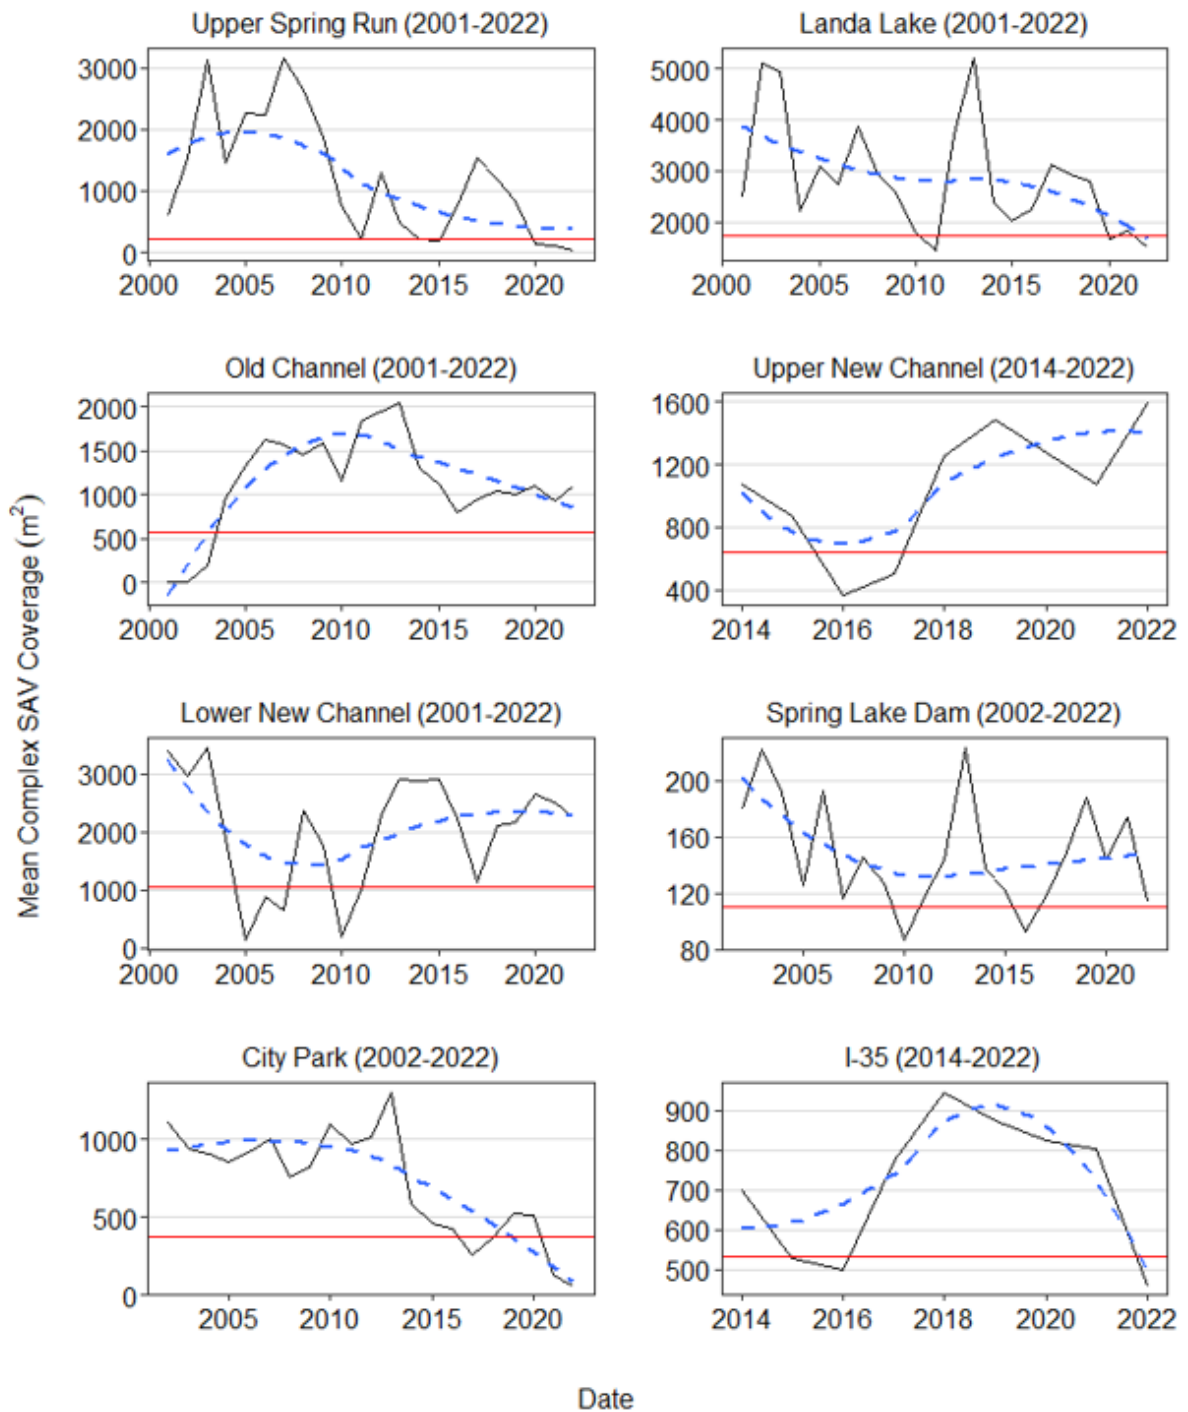 Upper Spring Run (2001-2022)
Landa Lake (2001-2022)
3000
2000
1000
0
2000 2005 2010 2015 2020
5000
4000
3000
2000
2000 2005 2010 2015 2020
Old Channel (2001-2022)
Upper New Channel (2014-2022)
2000
1500
1000
500
0
2000 2005 2010 2015 2020
1600
1200
800
400
2014 2016 2018 2020 2022
Mean Complex SAV Coverage (m²)
Lower New Channel (2001-2022)
Spring Lake Dam (2002-2022)
3000
2000
1000
0
2000 2005 2010 2015 2020
200
160
120
80
2005 2010 2015 2020
City Park (2002-2022)
I-35 (2014-2022)
1000
500
0
2005 2010 2015 2020
900
800
700
600
500
2014 2016 2018 2020 2022
Date